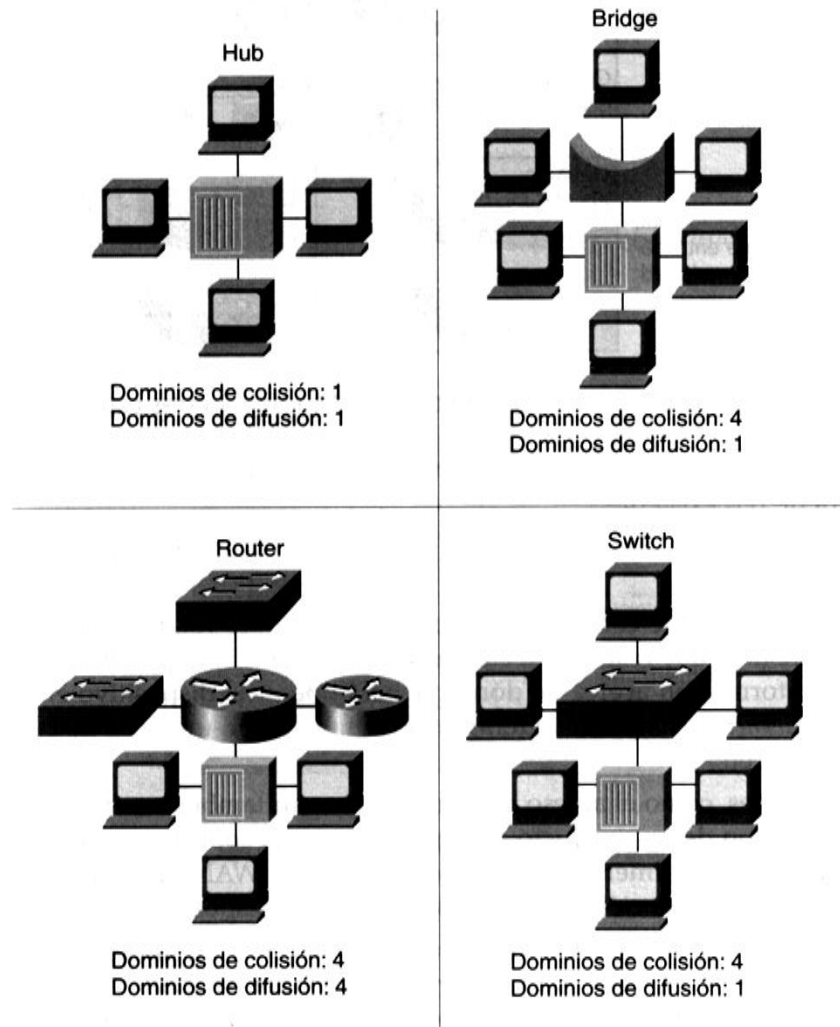 Hub
Dominios de colisión: 1
Dominios de difusión: 1
Bridge
Dominios de colisión: 4
Dominios de difusión: 1
Router
Dominios de colisión: 4
Dominios de difusión: 4
Switch
Dominios de colisión: 4
Dominios de difusión: 1